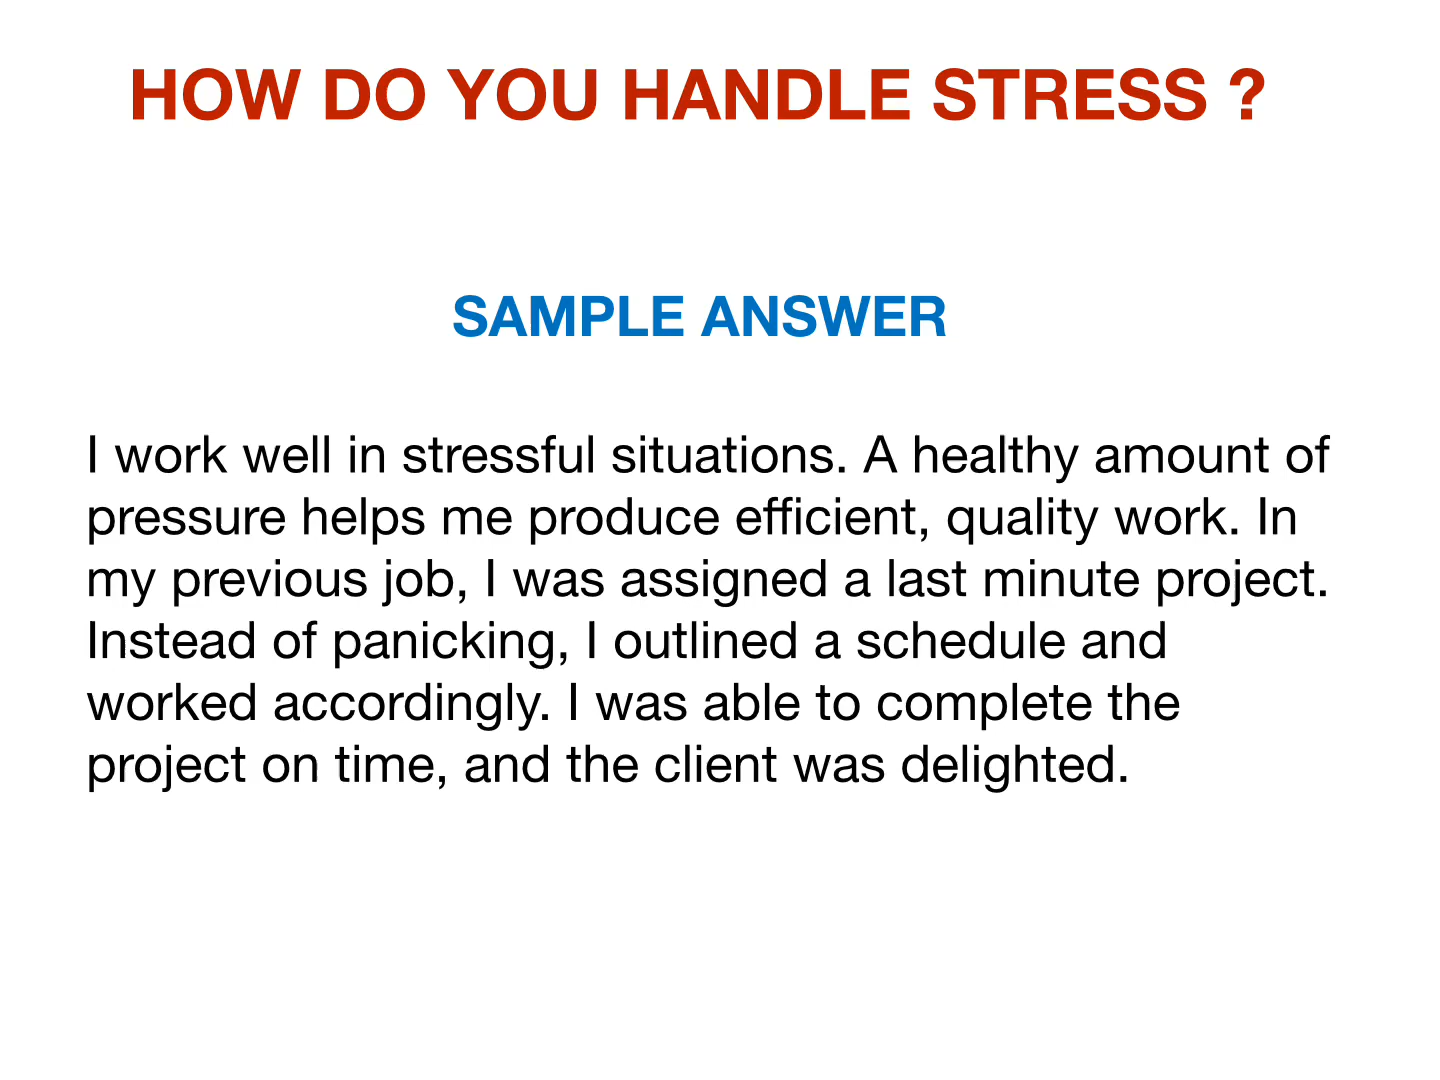 HOW DO YOU HANDLE STRESS ?
SAMPLE ANSWER
I work well in stressful situations. A healthy amount of
pressure helps me produce efficient, quality work. In
my previous job, I was assigned a last minute project.
Instead of panicking, I outlined a schedule and
worked accordingly. I was able to complete the
project on time, and the client was delighted.